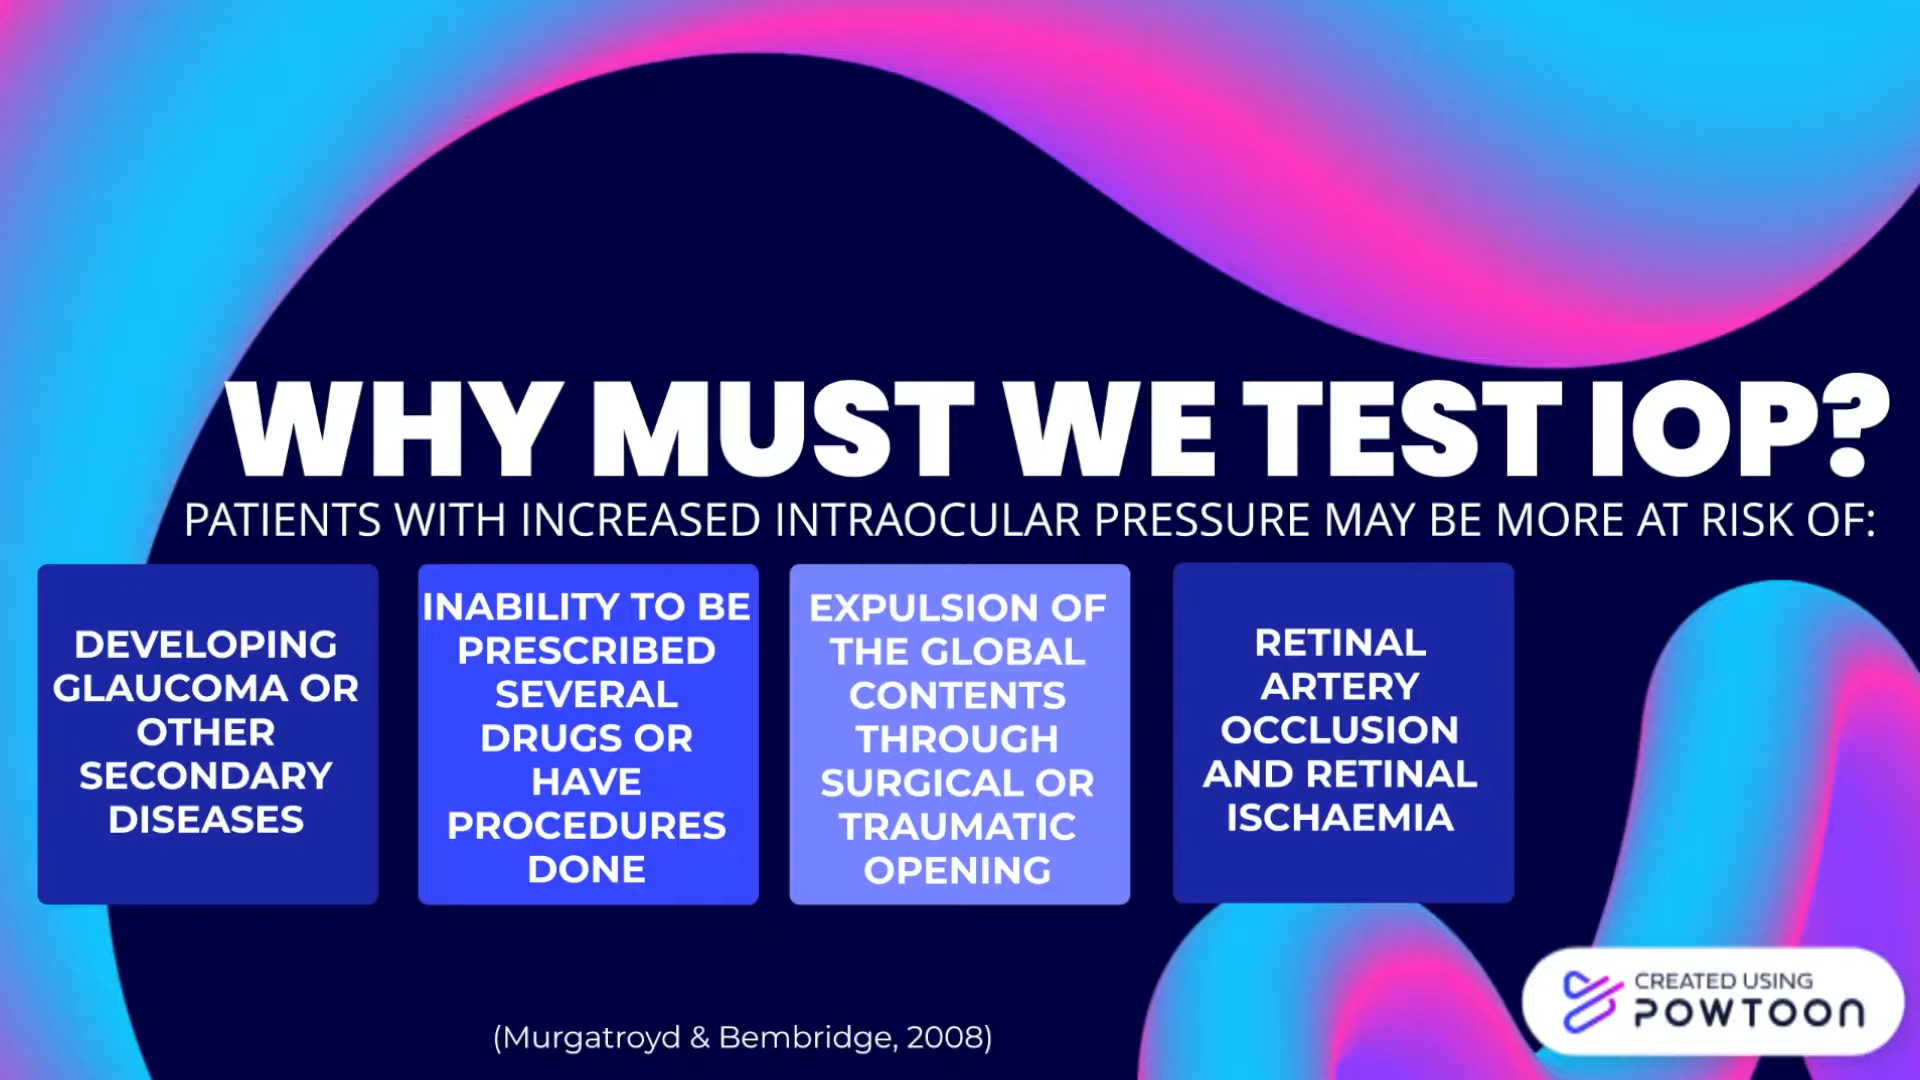 WHY MUST WE TEST IOP?
PATIENTS WITH INCREASED INTRAOCULAR PRESSURE MAY BE MORE AT RISK OF:
DEVELOPING
GLAUCOMA OR
OTHER
SECONDARY
DISEASES
INABILITY TO BE
PRESCRIBED
SEVERAL
DRUGS OR
HAVE
PROCEDURES
DONE
EXPULSION OF
THE GLOBAL
CONTENTS
THROUGH
SURGICAL OR
TRAUMATIC
OPENING
RETINAL
ARTERY
OCCLUSION
AND RETINAL
ISCHAEMIA
(Murgatroyd & Bembridge, 2008)
CREATED USING
POWTOON